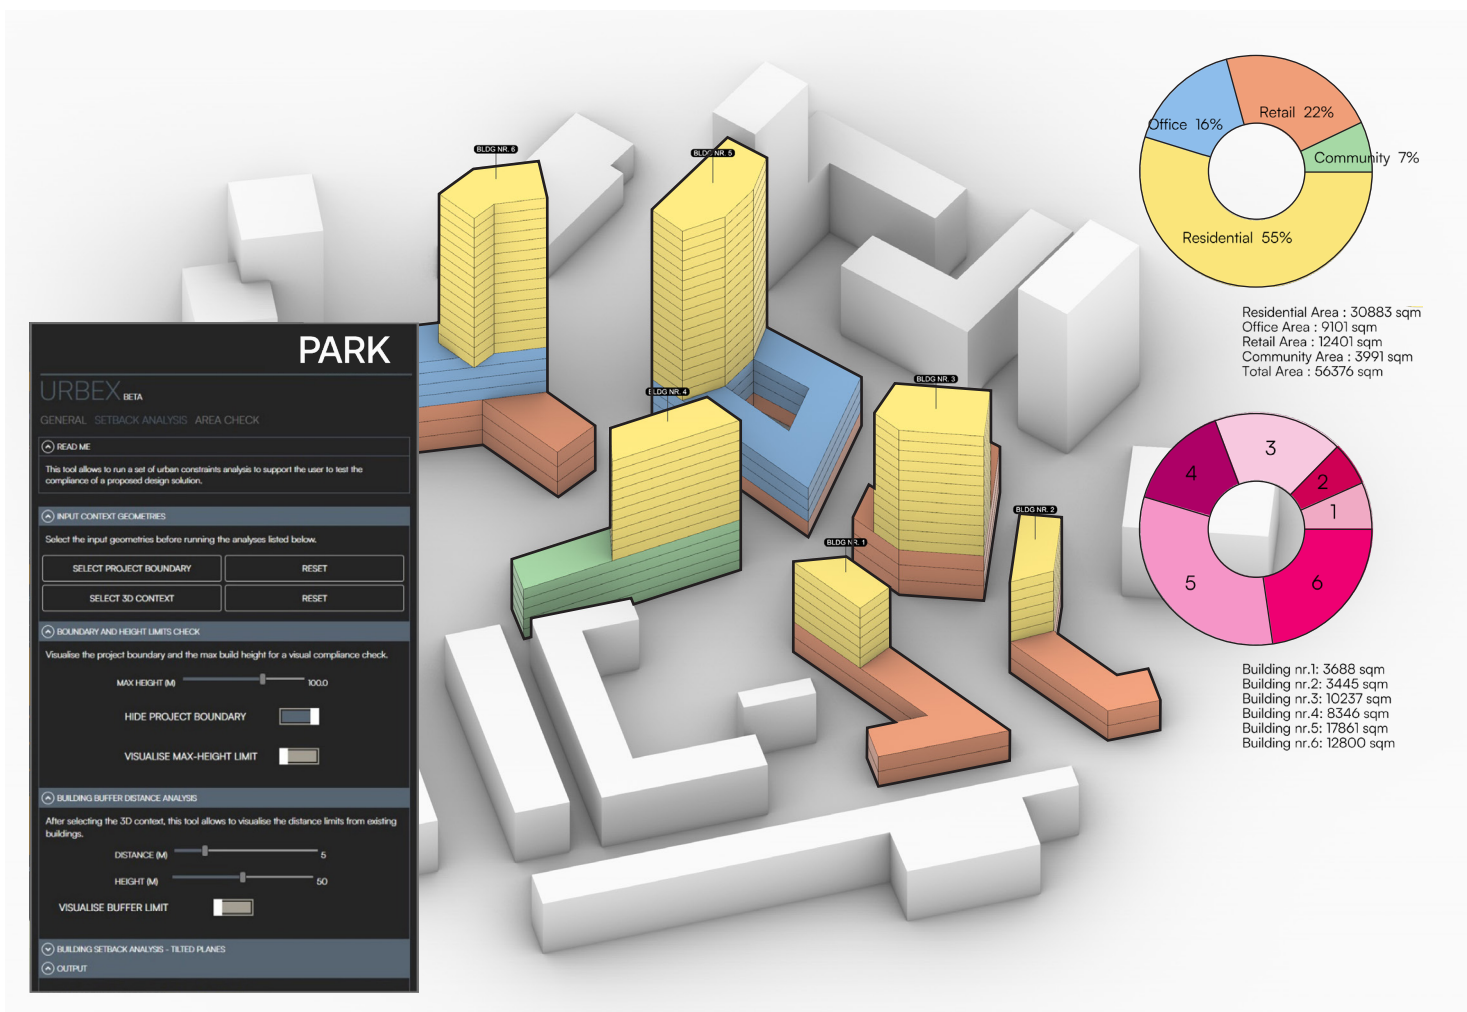 PARK
URBEX BETA
GENERAL SETBACK ANALYSIS AREA CHECK
READ ME
This tool allows to run a set of urban constraints analysis to support the user to test the
compliance of a proposed design solution.
INPUT CONTEXT GEOMETRIES
Select the input geometries before running the analyses listed below.
SELECT PROJECT BOUNDARY RESET
SELECT 3D CONTEXT RESET
BOUNDARY AND HEIGHT LIMITS CHECK
Visualise the project boundary and the max build height for a visual compliance check.
MAX HEIGHT (M) 100.0
HIDE PROJECT BOUNDARY
VISUALISE MAX-HEIGHT LIMIT
BUILDING BUFFER DISTANCE ANALYSIS
After selecting the 3D context, this tool allows to visualise the distance limits from existing
buildings.
DISTANCE (M) 5
HEIGHT (M) 50
VISUALISE BUFFER LIMIT
BUILDING SETBACK ANALYSIS - TILTED PLANES
OUTPUT
BLDG NR. 6
BLDG NR. 5
BLDG NR. 4
BLDG NR. 3
BLDG NR. 2
BLDG NR. 1
Office 16%
Retail 22%
Community 7%
Residential 55%
Residential Area : 30883 sqm
Office Area : 9101 sqm
Retail Area : 12401 sqm
Community Area : 3991 sqm
Total Area : 56376 sqm
3
4
2
1
5
6
Building nr.1: 3688 sqm
Building nr.2: 3445 sqm
Building nr.3: 10237 sqm
Building nr.4: 8346 sqm
Building nr.5: 17861 sqm
Building nr.6: 12800 sqm